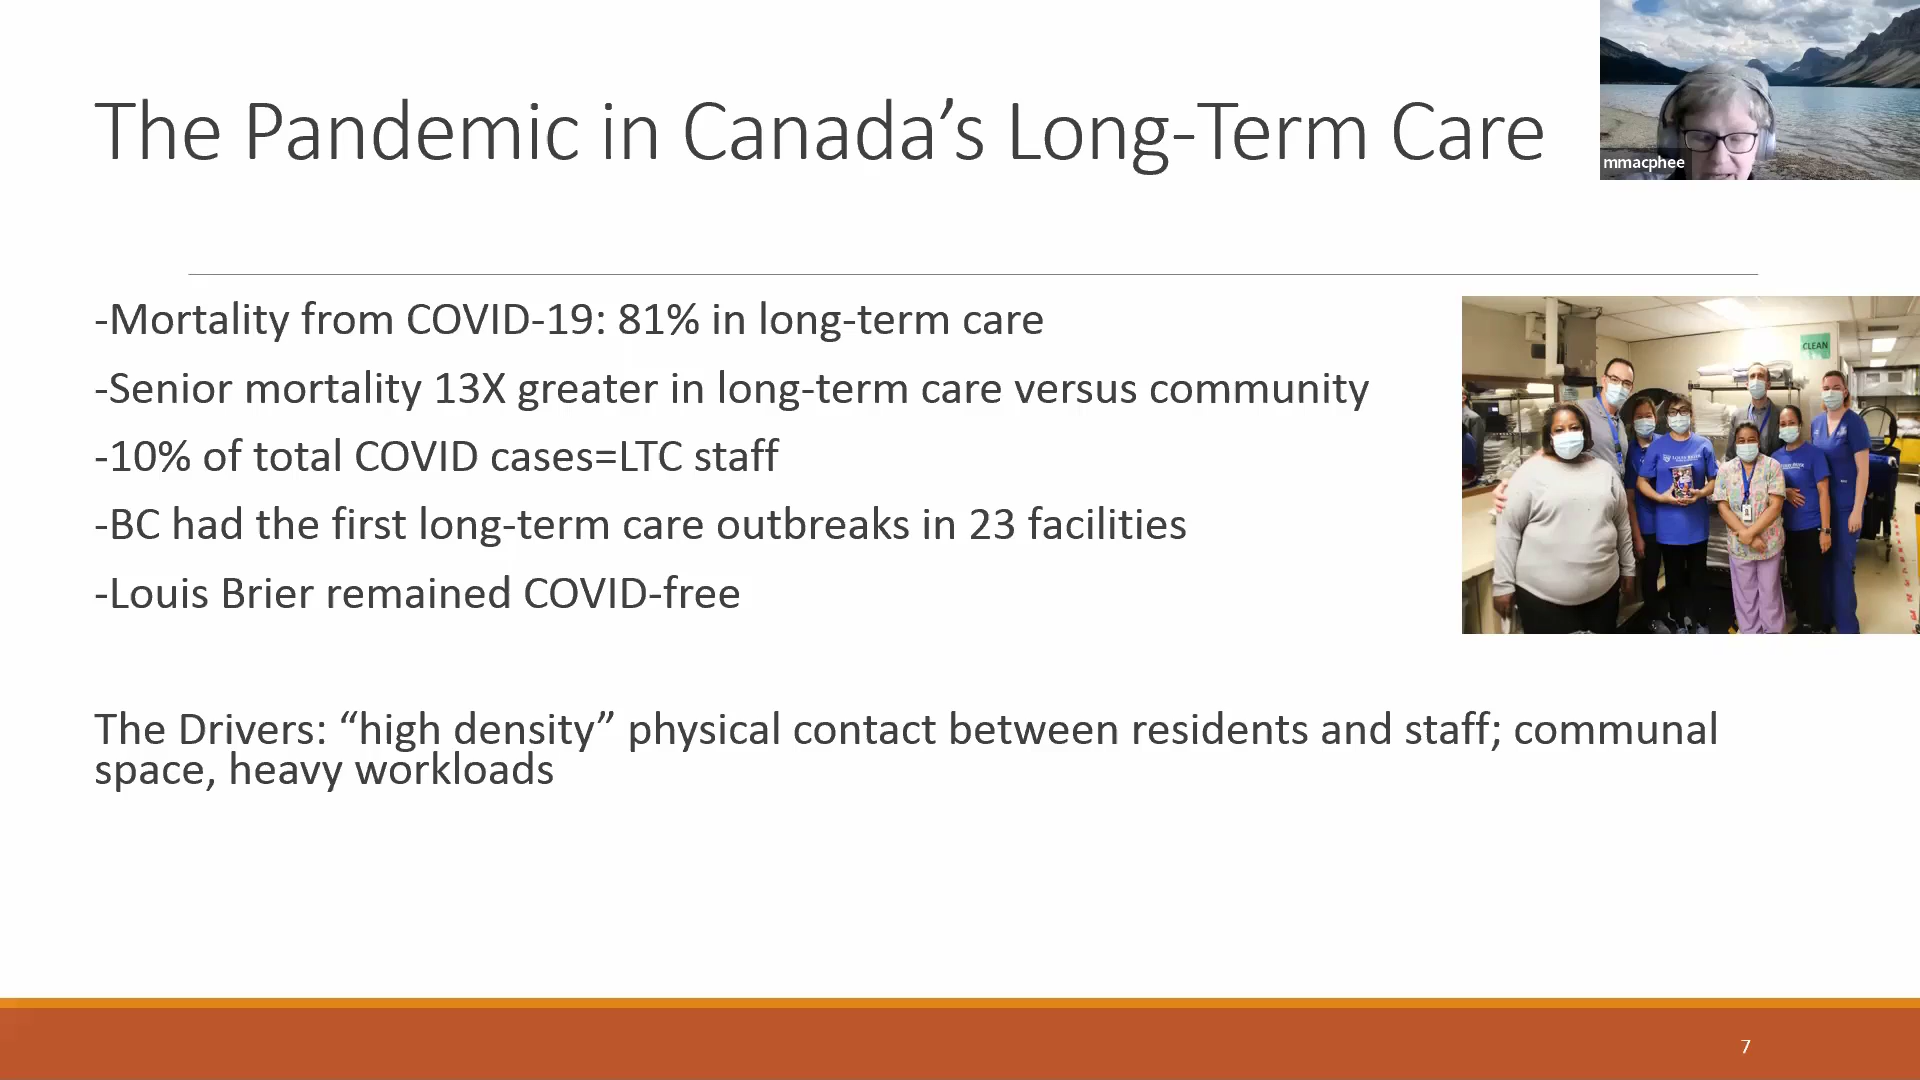 The Pandemic in Canada’s Long-Term Care
mmacphee
-Mortality from COVID-19: 81% in long-term care
-Senior mortality 13X greater in long-term care versus community
-10% of total COVID cases=LTC staff
-BC had the first long-term care outbreaks in 23 facilities
-Louis Brier remained COVID-free
CLEAN
LOUIS BRIER
The Drivers: “high density” physical contact between residents and staff; communal
space, heavy workloads
7